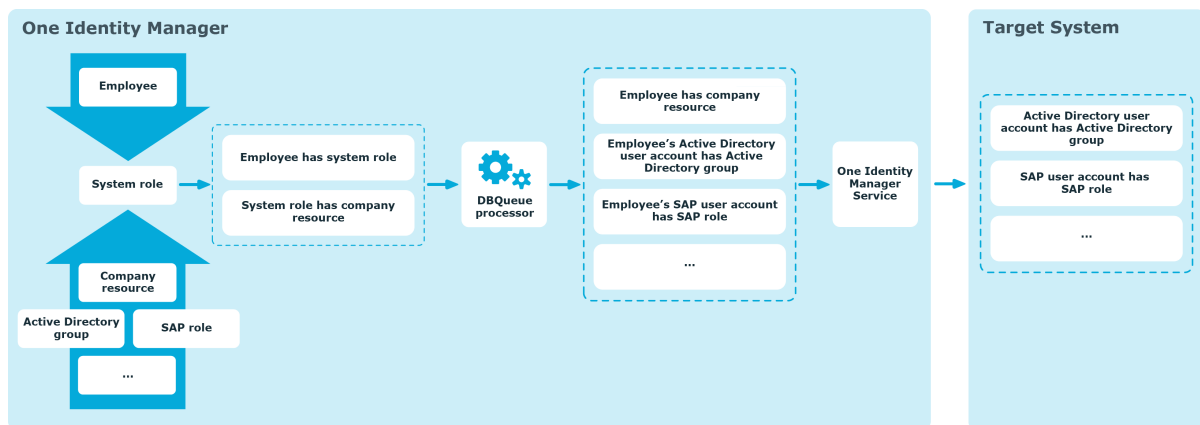 One Identity Manager
Employee
System role
Company
resource
Active Directory
group
SAP role
...
Employee has system role
System role has company
resource
DBQueue
processor
Employee has company
resource
Employee’s Active Directory
user account has Active
Directory group
Employee’s SAP user account
has SAP role
...
One Identity
Manager
Service
Target System
Active Directory user
account has Active Directory
group
SAP user account has
SAP role
...